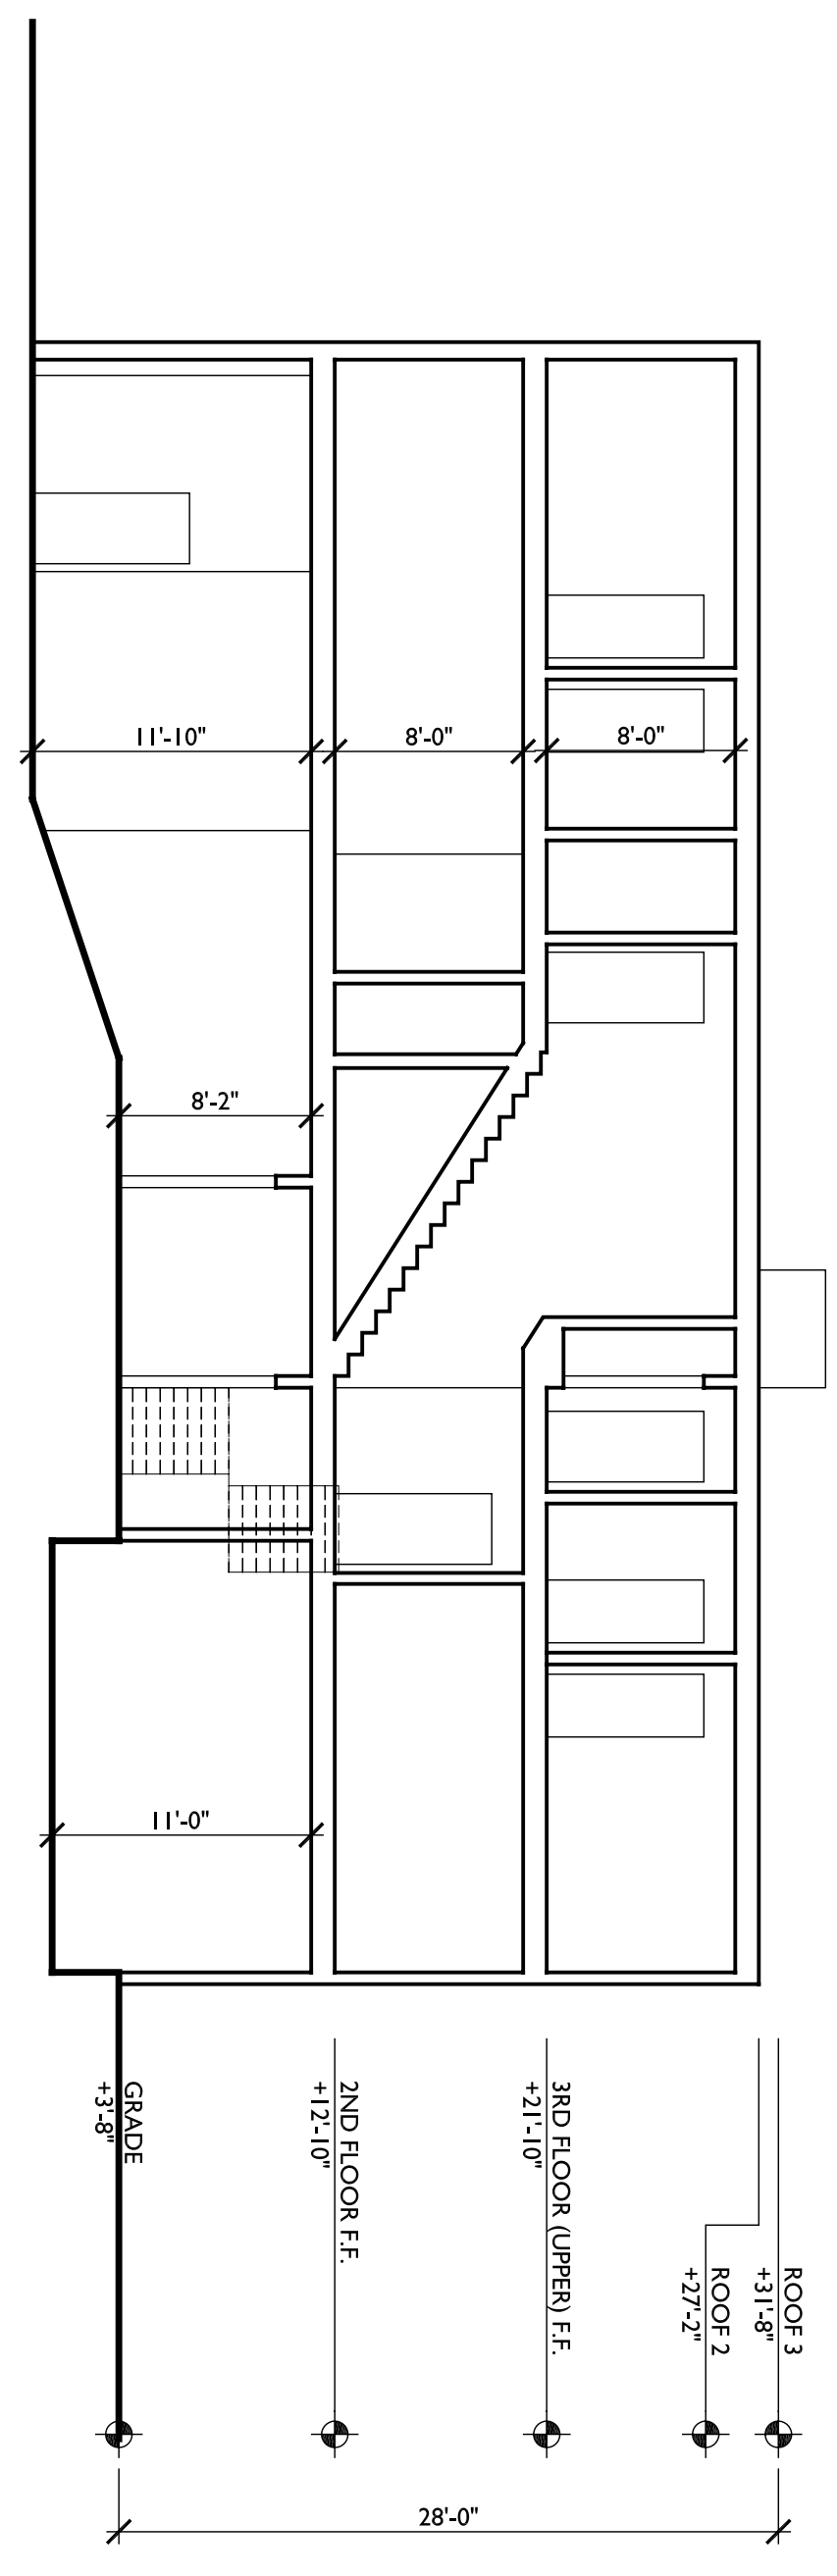 11'-10"
8'-0"
8'-0"
8'-2"
11'-0"
GRADE
+3'-8"
2ND FLOOR F.F.
+12'-10"
3RD FLOOR (UPPER) F.F.
+21'-10"
ROOF 2
+27'-2"
ROOF 3
+31'-8"
28'-0"